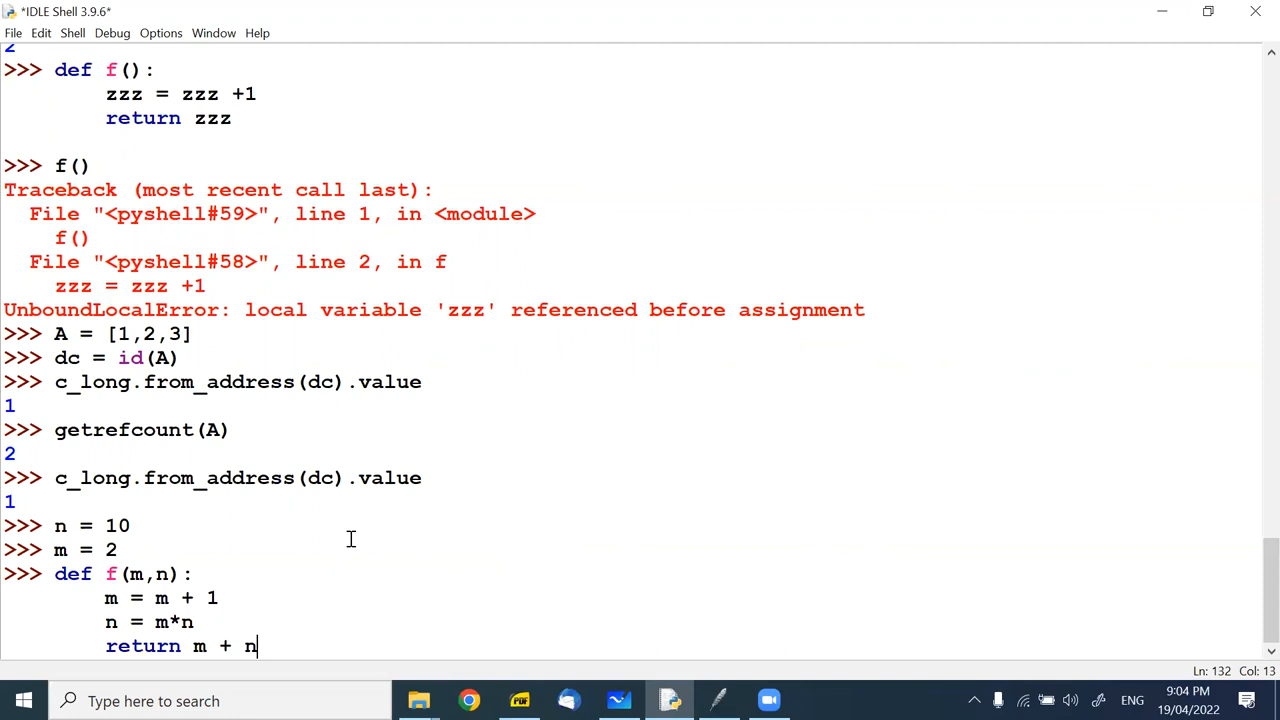 *IDLE Shell 3.9.6*
File Edit Shell Debug Options Window Help
2
>>> def f():
        zzz = zzz +1
        return zzz
>>> f()
Traceback (most recent call last):
  File "<pyshell#59>", line 1, in <module>
    f()
  File "<pyshell#58>", line 2, in f
    zzz = zzz +1
UnboundLocalError: local variable 'zzz' referenced before assignment
>>> A = [1,2,3]
>>> dc = id(A)
>>> c_long.from_address(dc).value
1
>>> getrefcount(A)
2
>>> c_long.from_address(dc).value
1
>>> n = 10
>>> m = 2
>>> def f(m,n):
        m = m + 1
        n = m*n
        return m + n
Ln: 132 Col: 13
Type here to search
PDF
ENG
9:04 PM
19/04/2022